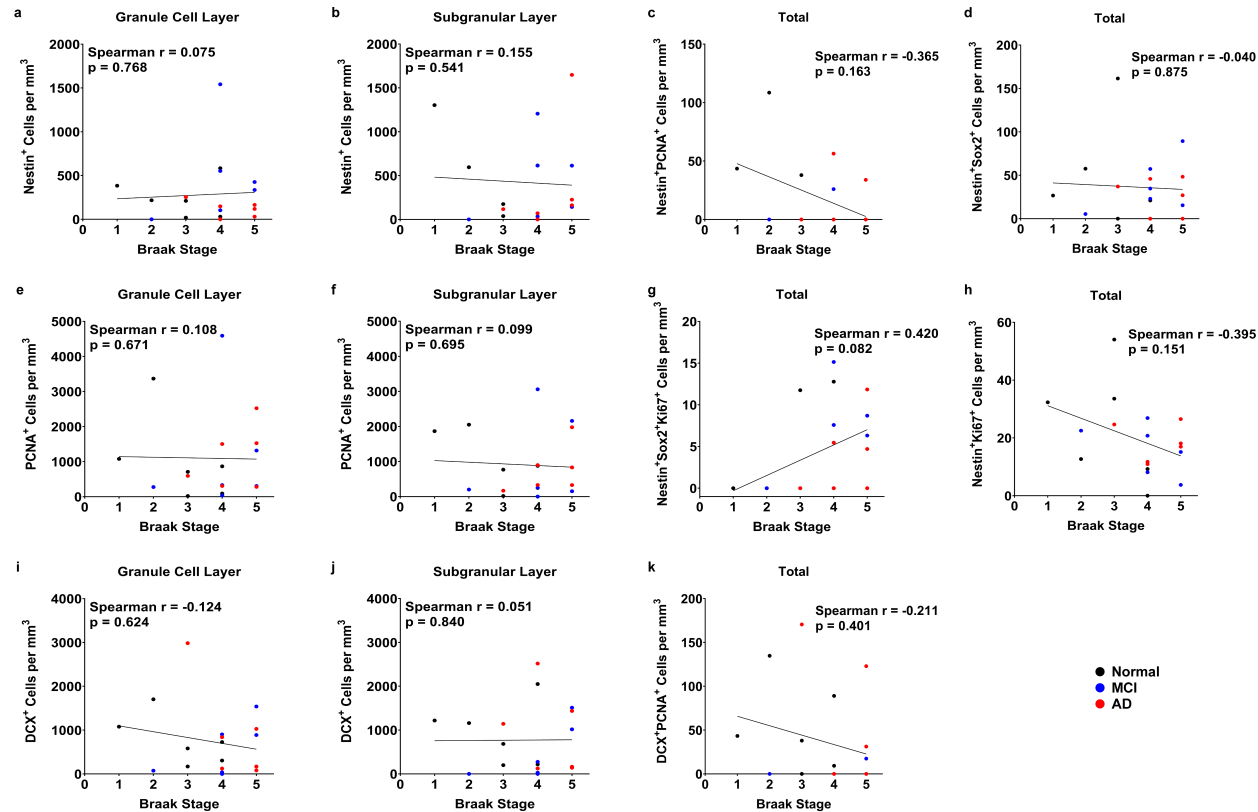 a
Granule Cell Layer
Spearman r = 0.075
p = 0.768
Nestin⁺ Cells per mm³
2000
1500
1000
500
0
0 1 2 3 4 5
Braak Stage
b
Subgranular Layer
Spearman r = 0.155
p = 0.541
Nestin⁺ Cells per mm³
2000
1500
1000
500
0
0 1 2 3 4 5
Braak Stage
c
Total
Spearman r = -0.365
p = 0.163
Nestin⁺PCNA⁺ Cells per mm³
150
100
50
0
0 1 2 3 4 5
Braak Stage
d
Total
Spearman r = -0.040
p = 0.875
Nestin⁺Sox2⁺ Cells per mm³
200
150
100
50
0
0 1 2 3 4 5
Braak Stage
e
Granule Cell Layer
Spearman r = 0.108
p = 0.671
PCNA⁺ Cells per mm³
5000
4000
3000
2000
1000
0
0 1 2 3 4 5
Braak Stage
f
Subgranular Layer
Spearman r = 0.099
p = 0.695
PCNA⁺ Cells per mm³
5000
4000
3000
2000
1000
0
0 1 2 3 4 5
Braak Stage
g
Total
Spearman r = 0.420
p = 0.082
Nestin⁺Sox2⁺Ki67⁺ Cells per mm³
20
15
10
5
0
0 1 2 3 4 5
Braak Stage
h
Total
Spearman r = -0.395
p = 0.151
Nestin⁺Ki67⁺ Cells per mm³
60
40
20
0
0 1 2 3 4 5
Braak Stage
i
Granule Cell Layer
Spearman r = -0.124
p = 0.624
DCX⁺ Cells per mm³
4000
3000
2000
1000
0
0 1 2 3 4 5
Braak Stage
j
Subgranular Layer
Spearman r = 0.051
p = 0.840
DCX⁺ Cells per mm³
4000
3000
2000
1000
0
0 1 2 3 4 5
Braak Stage
k
Total
Spearman r = -0.211
p = 0.401
DCX⁺PCNA⁺ Cells per mm³
200
150
100
50
0
0 1 2 3 4 5
Braak Stage
Normal
MCI
AD